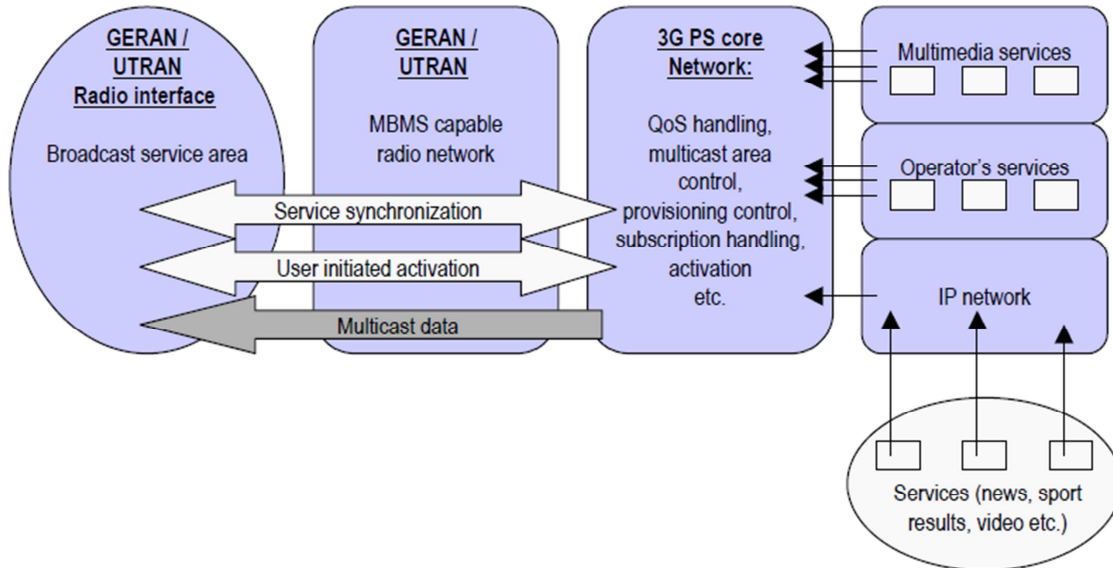 GERAN /
UTRAN
Radio interface
Broadcast service area
GERAN /
UTRAN
MBMS capable
radio network
3G PS core
Network:
QoS handling,
multicast area
control,
provisioning control,
subscription handling,
activation
etc.
Service synchronization
User initiated activation
Multicast data
Multimedia services
Operator's services
IP network
Services (news, sport
results, video etc.)